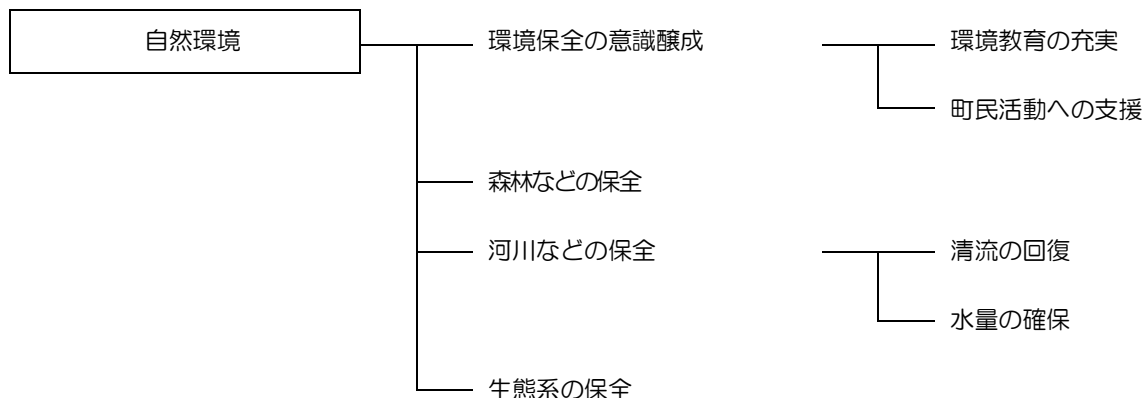 自然環境
環境保全の意識醸成
環境教育の充実
町民活動への支援
森林などの保全
河川などの保全
清流の回復
水量の確保
生態系の保全